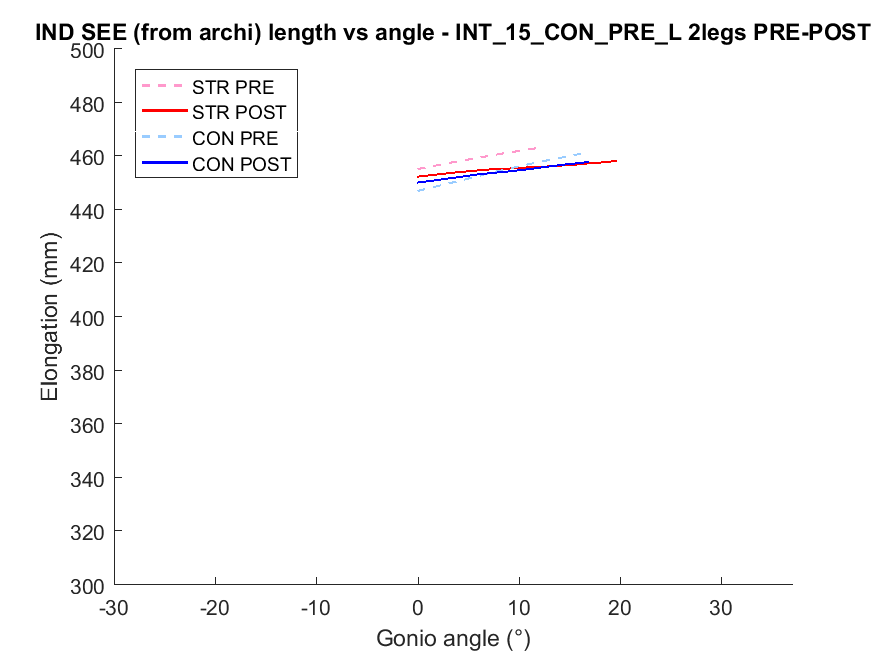 IND SEE (from archi) length vs angle - INT_15_CON_PRE_L 2legs PRE-POST
500
480
460
440
420
400
380
360
340
320
300
Elongation (mm)
STR PRE
STR POST
CON PRE
CON POST
-30 -20 -10 0 10 20 30
Gonio angle (°)